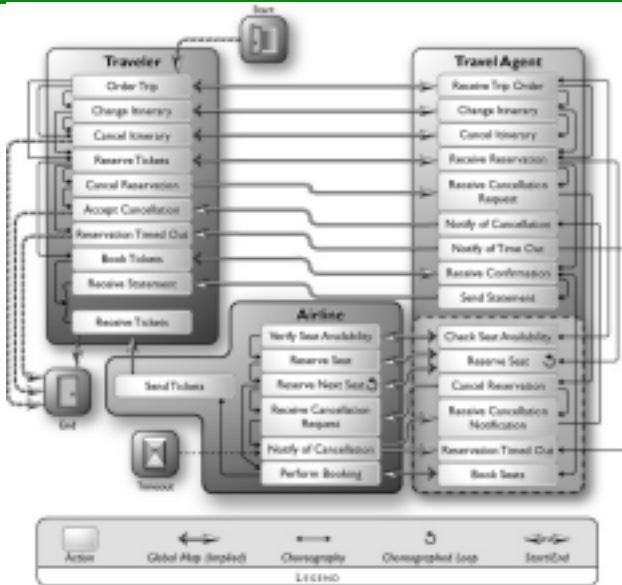 Start
Traveler
Order Trip
Change Itinerary
Cancel Itinerary
Reserve Tickets
Cancel Reservation
Accept Cancellation
Reservation Timed Out
Book Tickets
Receive Statement
Receive Tickets
End
Travel Agent
Receive Trip Order
Change Itinerary
Cancel Itinerary
Receive Reservation
Receive Cancellation
Request
Notify of Cancellation
Notify of Time Out
Receive Confirmation
Send Statement
Check Seat Availability
Reserve Seat
Cancel Reservation
Receive Cancellation
Notification
Reservation Timed Out
Book Seats
Airline
Verify Seat Availability
Reserve Seat
Reserve Next Seat
Receive Cancellation
Request
Notify of Cancellation
Perform Booking
Send Tickets
Timeout
Action
Global Map (Implied)
Choreography
Choreographed Loop
Start/End
LEGEND